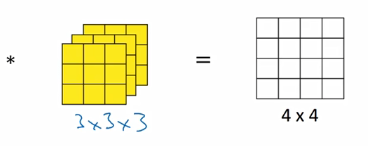 * =
3x3x3
4 x 4